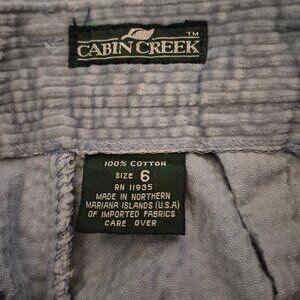 TM
CABIN CREEK
100% COTTON
SIZE 6
RN 11935
MADE IN NORTHERN
MARIANA ISLANDS (U.S.A)
OF IMPORTED FABRICS
CARE OVER